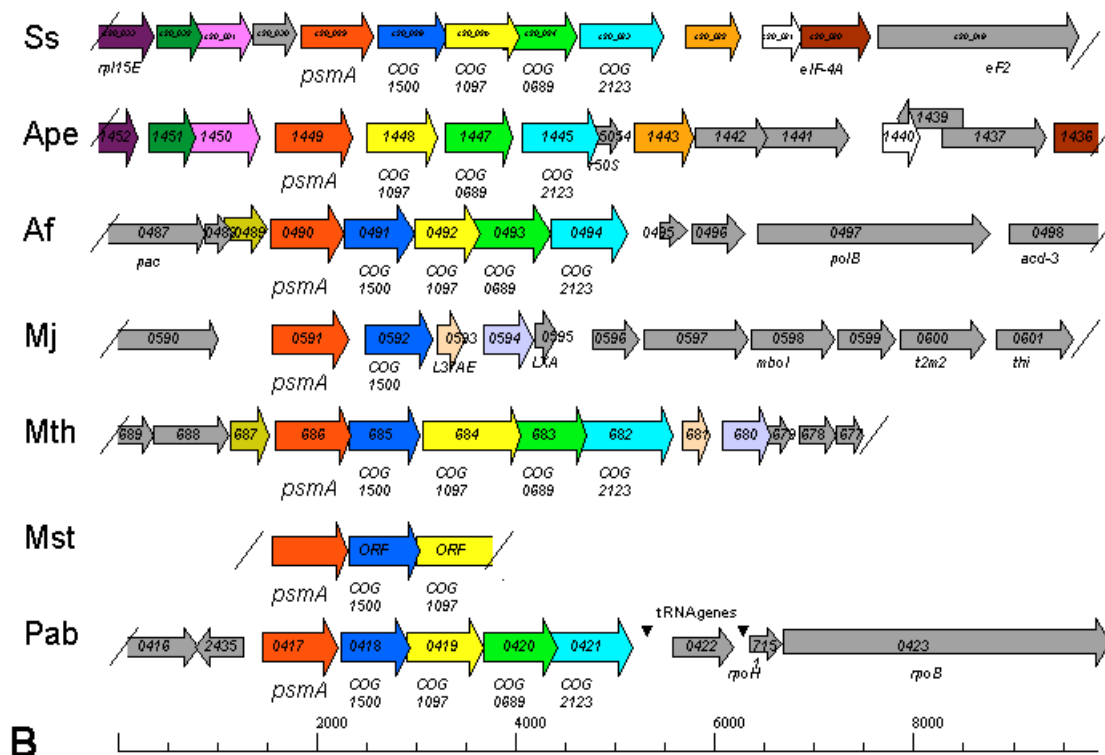 Ss
rpl15E psmA COG 1500 COG 1097 COG 0689 COG 2123 eIF-4A eF2
Ape 1452 1451 1450 1449 1448 1447 1445 1443 1442 1441 1440 1439 1437 1436
psmA COG 1097 COG 0689 COG 2123
Af 0487 0489 0490 0491 0492 0493 0494 0495 0496 0497 0498
pac psmA COG 1500 COG 1097 COG 0689 COG 2123 polB acd-3
Mj 0590 0591 0592 0593 0594 0595 0596 0597 0598 0599 0600 0601
psmA COG 1500 L37AE LXA mboI t2m2 thi
Mth 689 688 687 686 685 684 683 682 681 680 679 678 677
psmA COG 1500 COG 1097 COG 0689 COG 2123
Mst ORF ORF
psmA COG 1500 COG 1097
tRNAgenes
Pab 0416 2435 0417 0418 0419 0420 0421 0422 715 0423
psmA COG 1500 COG 1097 COG 0689 COG 2123 rpoH 1 rpoB
B 2000 4000 6000 8000